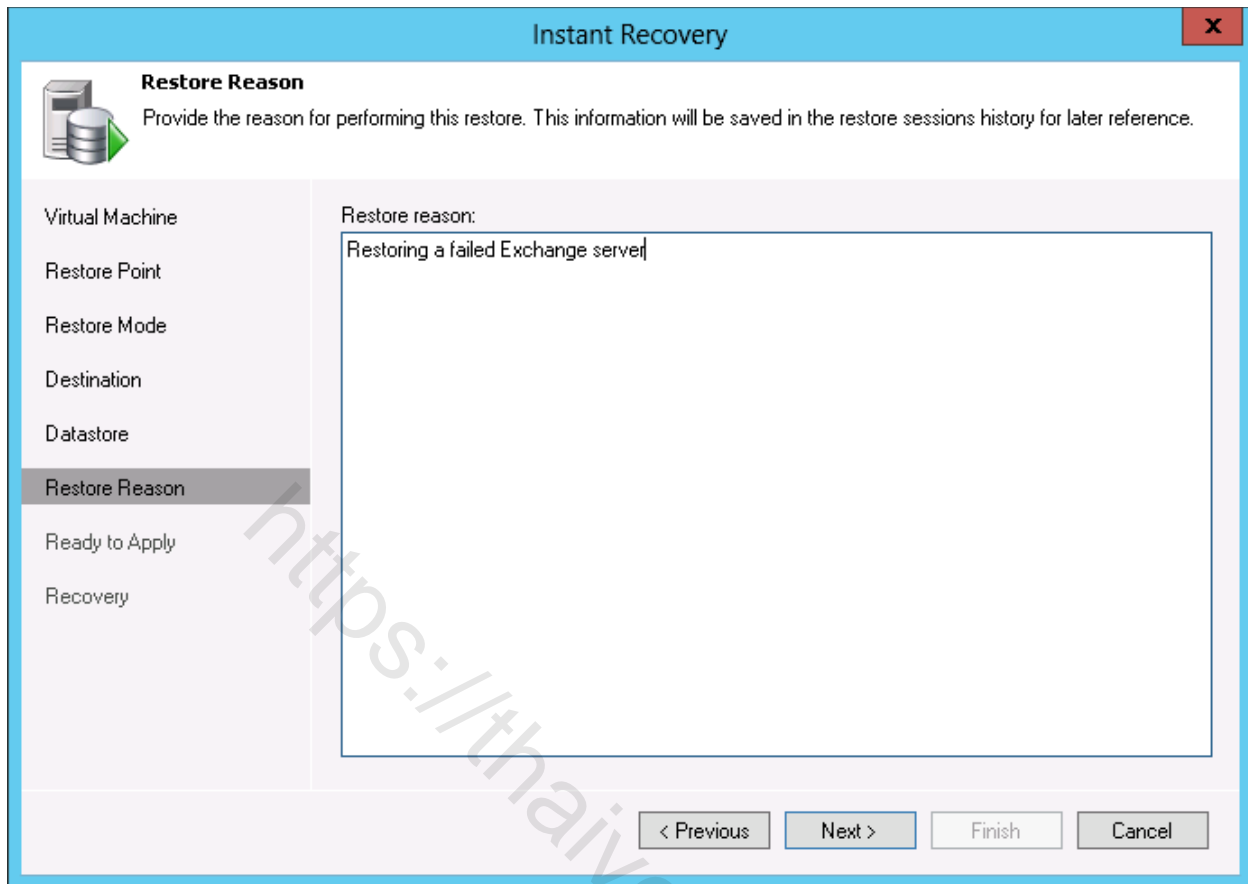 Instant Recovery
x
Restore Reason
Provide the reason for performing this restore. This information will be saved in the restore sessions history for later reference.
Virtual Machine
Restore Point
Restore Mode
Destination
Datastore
Restore Reason
Ready to Apply
Recovery
Restore reason:
Restoring a failed Exchange server
< Previous
Next >
Finish
Cancel
https://thaiv